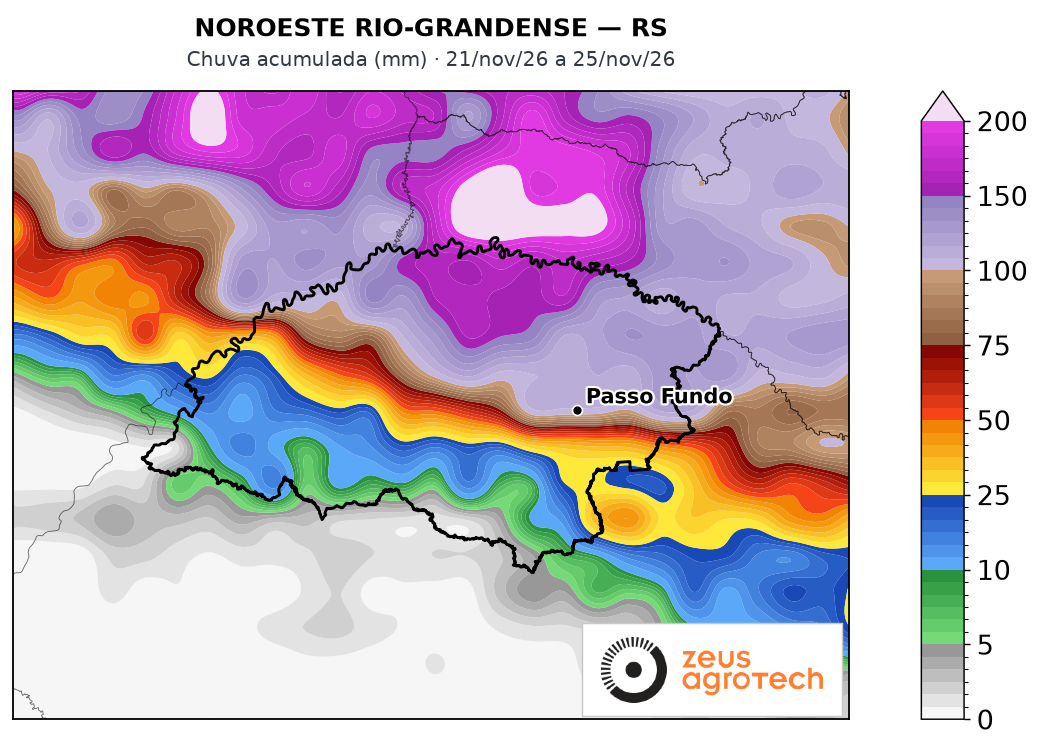 NOROESTE RIO-GRANDENSE — RS
Chuva acumulada (mm) · 21/nov/26 a 25/nov/26
200
150
100
75
50
25
10
5
0
Passo Fundo
zeus
agrotech